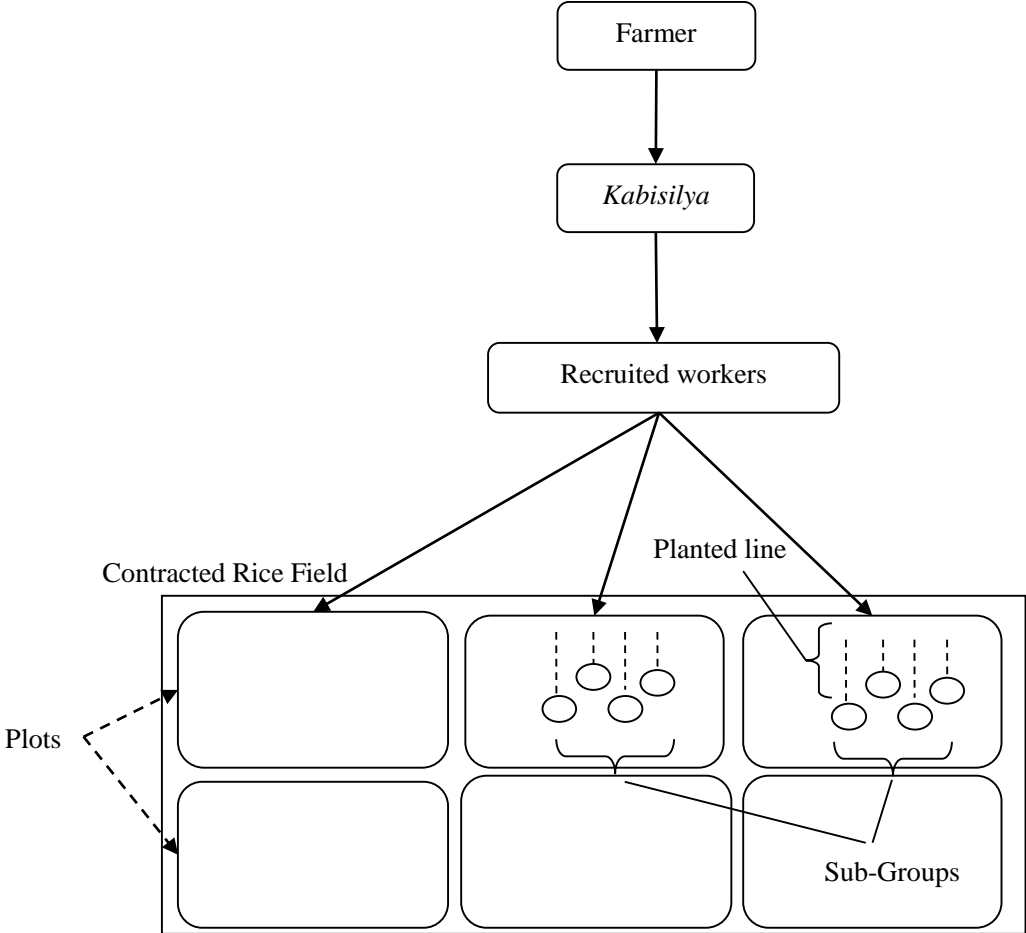 Farmer
Kabisilya
Recruited workers
Planted line
Contracted Rice Field
Plots
Sub-Groups